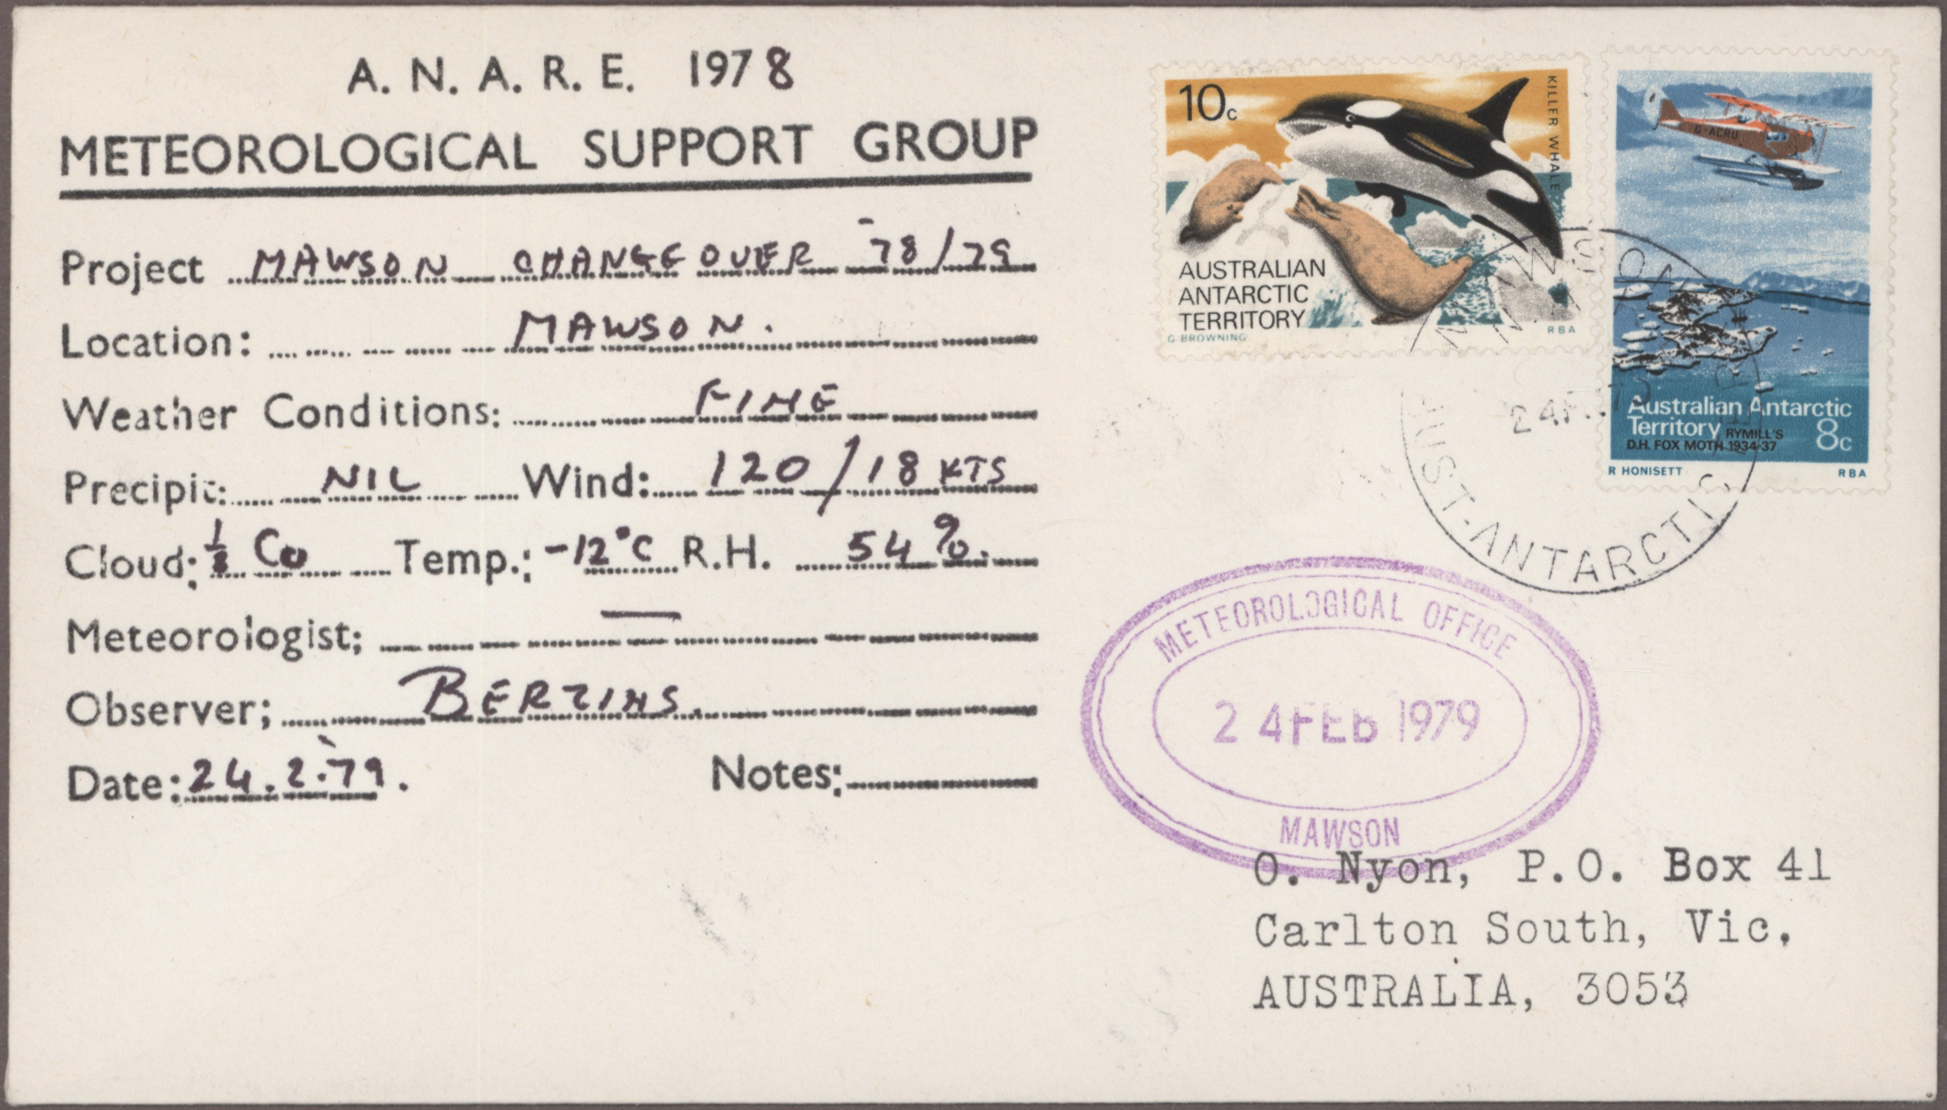 A. N. A. R. E. 1978
METEOROLOGICAL SUPPORT GROUP
Project MAWSON CHANGEOVER 78/79
Location: MAWSON.
Weather Conditions: FINE
Precipit: NIL Wind: 120/18 KTS
Cloud: 1/8 Cu Temp.: -12°C R.H. 54%.
Meteorologist; —
Observer; BERZINS.
Date: 24.2.79. Notes:
10c
KILLER WHALE
AUSTRALIAN
ANTARCTIC
TERRITORY
G BROWNING
RBA
G-ACRU
Australian Antarctic
Territory RYMILL'S
D.H. FOX MOTH 1934-37
8c
R HONISETT
RBA
MAWSON
AUST-ANTARCTIC
METEOROLOGICAL OFFICE
24 FEB 1979
MAWSON
O. Nyon, P.O. Box 41
Carlton South, Vic.
AUSTRALIA, 3053